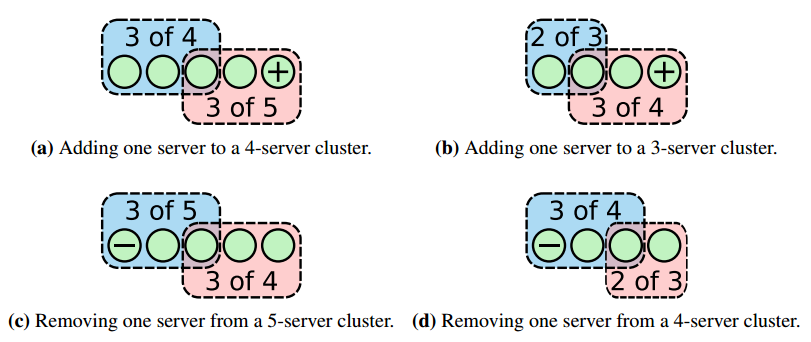 3 of 4
+
3 of 5
(a) Adding one server to a 4-server cluster.
2 of 3
+
3 of 4
(b) Adding one server to a 3-server cluster.
3 of 5
−
3 of 4
(c) Removing one server from a 5-server cluster.
3 of 4
−
2 of 3
(d) Removing one server from a 4-server cluster.